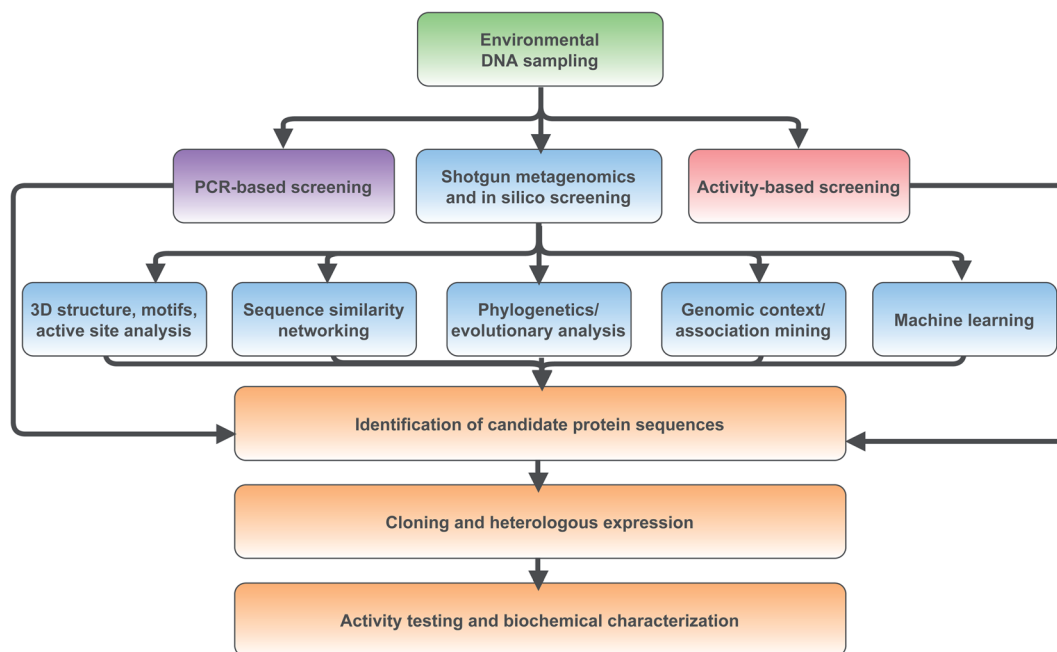 Environmental
DNA sampling
PCR-based screening
Shotgun metagenomics
and in silico screening
Activity-based screening
3D structure, motifs,
active site analysis
Sequence similarity
networking
Phylogenetics/
evolutionary analysis
Genomic context/
association mining
Machine learning
Identification of candidate protein sequences
Cloning and heterologous expression
Activity testing and biochemical characterization